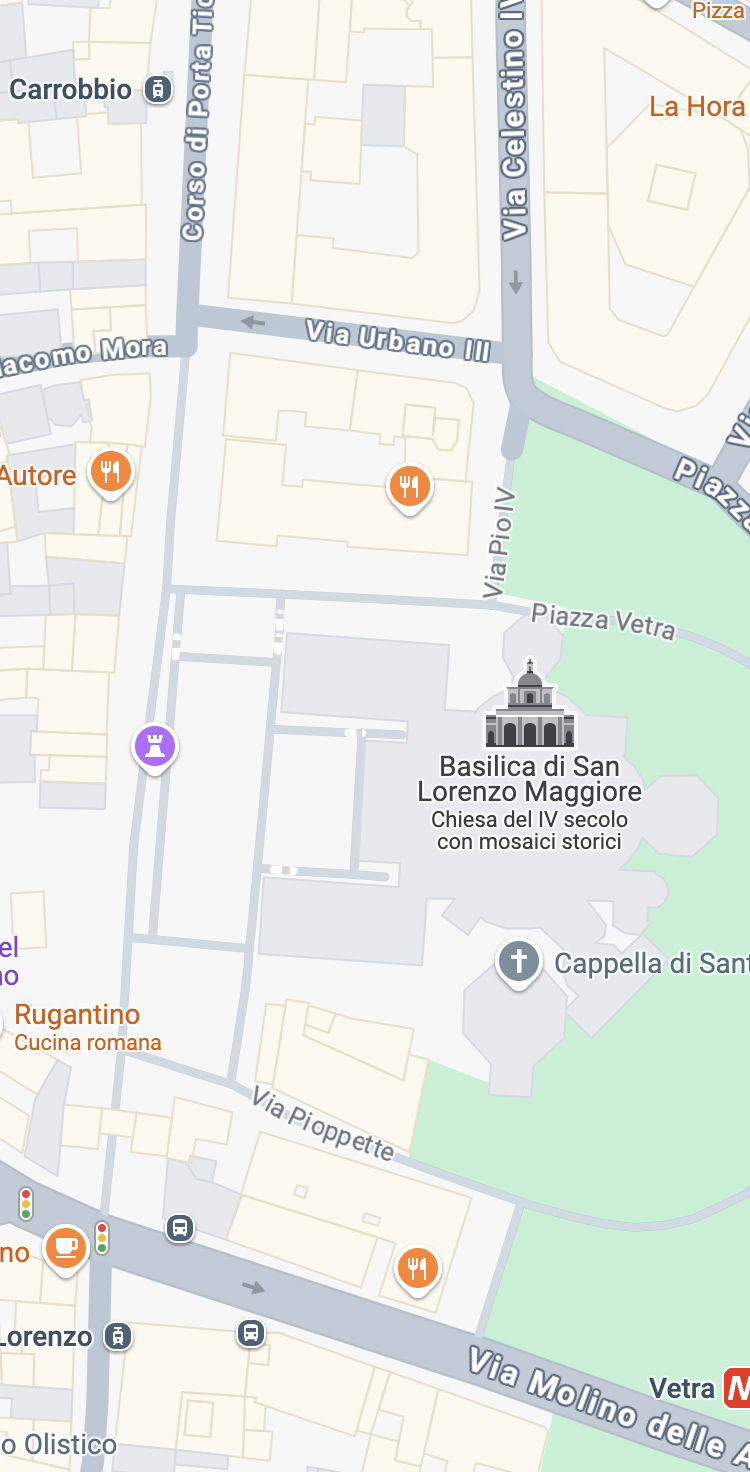 Pizza
Carrobbio
La Hora
Corso di Porta Tic
Via Celestino IV
Via Urbano III
iacomo Mora
Autore
Piazza
Via Pio IV
Piazza Vetra
Basilica di San
Lorenzo Maggiore
Chiesa del IV secolo
con mosaici storici
el
no
Cappella di Sant
Rugantino
Cucina romana
Via Pioppette
no
Lorenzo
Via Molino delle A
Vetra
o Olistico